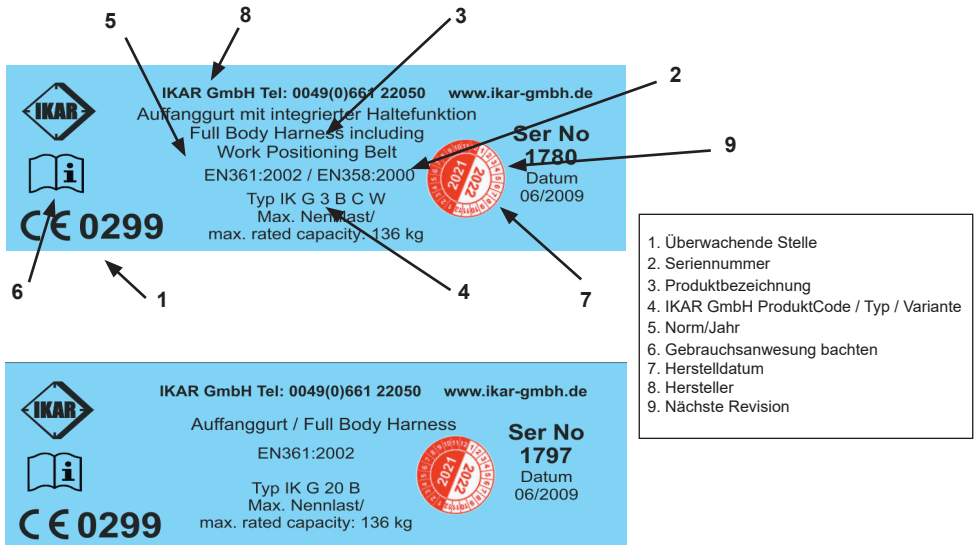 8
3
5
2
IKAR GmbH Tel: 0049(0)661 22050 www.ikar-gmbh.de
IKAR
Auffanggurt mit integrierter Haltefunktion
Full Body Harness including
Work Positioning Belt
EN361:2002 / EN358:2000
Typ IK G 3 B C W
Max. Nennlast/
max. rated capacity: 136 kg
i
CE 0299
2021
2022
Ser No
1780
Datum
06/2009
9
6
1
4
7
1. Überwachende Stelle
2. Seriennummer
3. Produktbezeichnung
4. IKAR GmbH ProduktCode / Typ / Variante
5. Norm/Jahr
6. Gebrauchsanwesung bachten
7. Herstelldatum
8. Hersteller
9. Nächste Revision
IKAR GmbH Tel: 0049(0)661 22050 www.ikar-gmbh.de
IKAR
Auffanggurt / Full Body Harness
EN361:2002
Typ IK G 20 B
Max. Nennlast/
max. rated capacity: 136 kg
i
CE 0299
2021
2022
Ser No
1797
Datum
06/2009